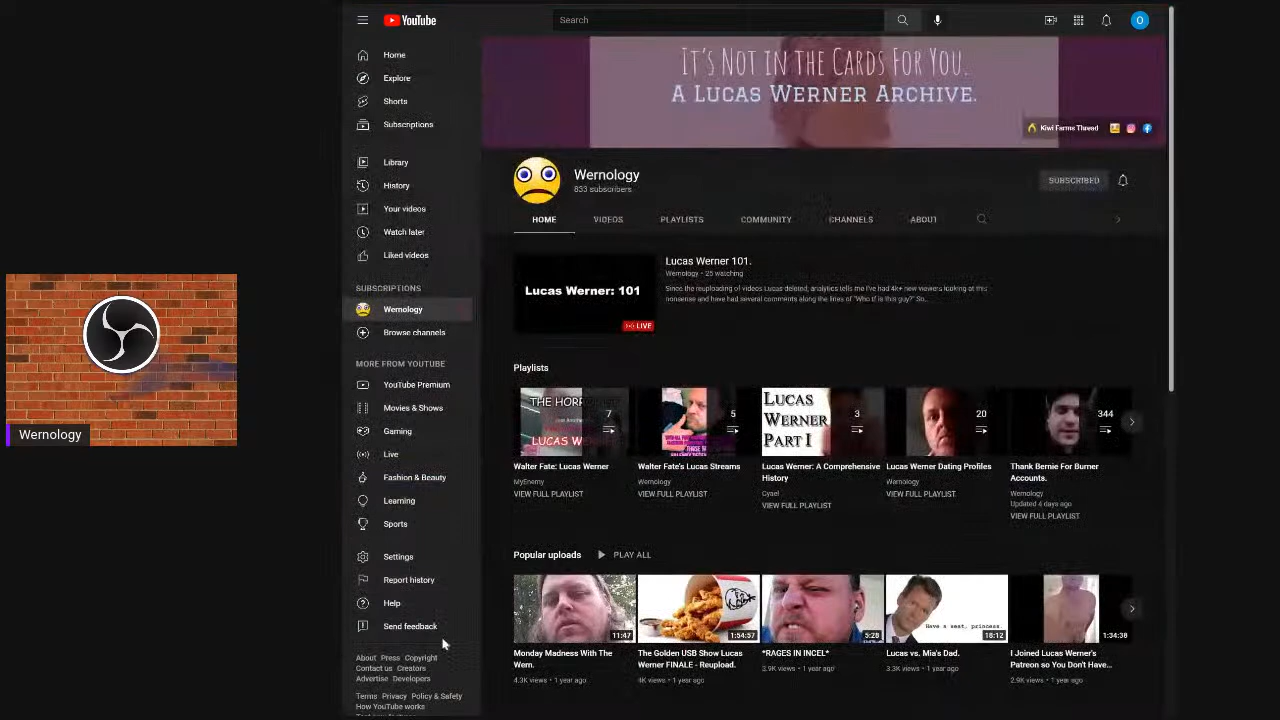 YouTube
Search
O
Home
Explore
Shorts
Subscriptions
Library
History
Your videos
Watch later
Liked videos
SUBSCRIPTIONS
Wernology
Browse channels
MORE FROM YOUTUBE
YouTube Premium
Movies & Shows
Gaming
Live
Fashion & Beauty
Learning
Sports
Settings
Report history
Help
Send feedback
About Press Copyright
Contact us Creators
Advertise Developers
Terms Privacy Policy & Safety
How YouTube works
Wernology
IT'S NOT IN THE CARDS FOR YOU.
A LUCAS WERNER ARCHIVE.
Kiwi Farms Thread
Wernology
833 subscribers
SUBSCRIBED
HOME VIDEOS PLAYLISTS COMMUNITY CHANNELS ABOUT
Lucas Werner: 101
LIVE
Lucas Werner 101.
Wernology • 25 watching
Since the reuploading of videos Lucas deleted, analytics tells me I've had 4k+ new viewers looking at this
nonsense and have had several comments along the lines of "Who tf is this guy?" So...
Playlists
THE HORR
LUCAS W
7
5
LUCAS
WERNER
PART I
3
20
344
Walter Fate: Lucas Werner
MyEnemy
VIEW FULL PLAYLIST
Walter Fate's Lucas Streams
Wernology
VIEW FULL PLAYLIST
Lucas Werner: A Comprehensive
History
Cyael
VIEW FULL PLAYLIST
Lucas Werner Dating Profiles
Wernology
VIEW FULL PLAYLIST
Thank Bernie For Burner
Accounts.
Wernology
Updated 4 days ago
VIEW FULL PLAYLIST
Popular uploads PLAY ALL
11:47
KFC
1:54:57
5:28
Have a seat, princess.
18:12
1:34:38
Monday Madness With The
Wern.
4.3K views • 1 year ago
The Golden USB Show Lucas
Werner FINALE - Reupload.
4K views • 1 year ago
*RAGES IN INCEL*
3.9K views • 1 year ago
Lucas vs. Mia's Dad.
3.3K views • 1 year ago
I Joined Lucas Werner's
Patreon so You Don't Have...
2.9K views • 1 year ago